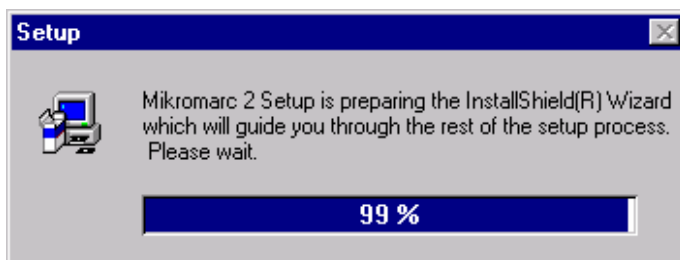 Setup
Mikromarc 2 Setup is preparing the InstallShield(R) Wizard
which will guide you through the rest of the setup process.
Please wait.
99 %